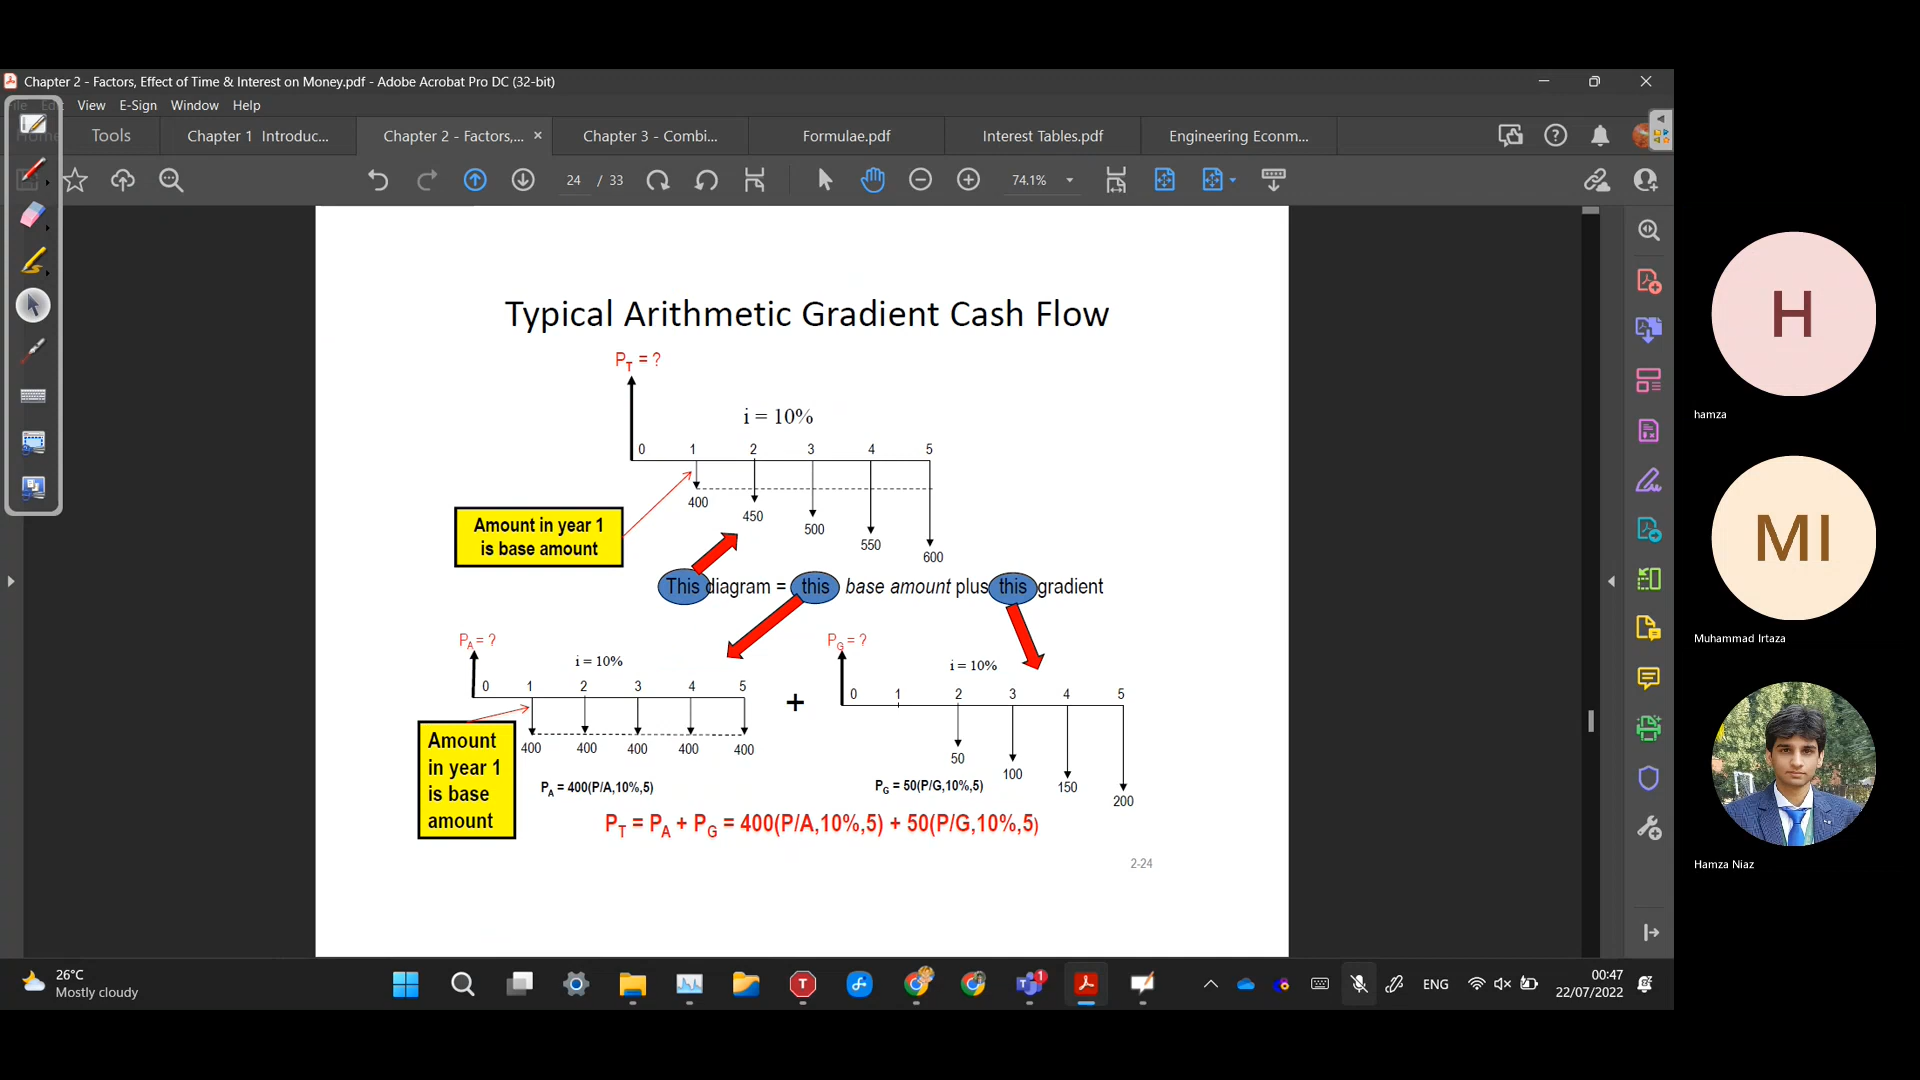 Chapter 2 - Factors, Effect of Time & Interest on Money.pdf - Adobe Acrobat Pro DC (32-bit)
View E-Sign Window Help
Tools
Chapter 1 Introduc...
Chapter 2 - Factors,...
Chapter 3 - Combi...
Formulae.pdf
Interest Tables.pdf
Engineering Econm...
24 / 33
74.1%
Typical Arithmetic Gradient Cash Flow
PT = ?
i = 10%
0 1 2 3 4 5
400
450
500
550
600
Amount in year 1
is base amount
This diagram = this base amount plus this gradient
PA = ?
i = 10%
0 1 2 3 4 5
400 400 400 400 400
Amount
in year 1
is base
amount
PA = 400(P/A,10%,5)
+
PG = ?
i = 10%
0 1 2 3 4 5
50
100
150
200
PG = 50(P/G,10%,5)
PT = PA + PG = 400(P/A,10%,5) + 50(P/G,10%,5)
2-24
H
hamza
MI
Muhammad Irtaza
Hamza Niaz
26°C
Mostly cloudy
T
1
ENG
00:47
22/07/2022